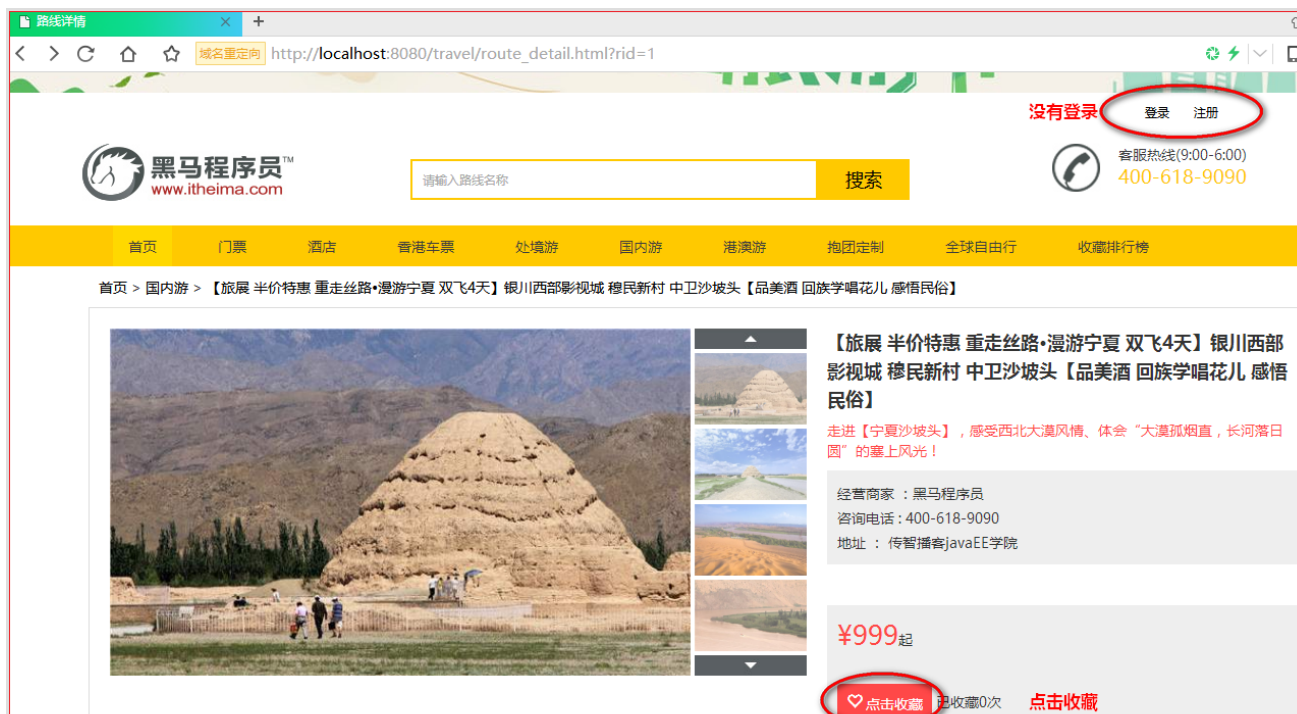 路线详情
域名重定向 http://localhost:8080/travel/route_detail.html?rid=1
没有登录 登录 注册
黑马程序员™
www.itheima.com
请输入路线名称 搜索
客服热线(9:00-6:00)
400-618-9090
首页 门票 酒店 香港车票 处境游 国内游 港澳游 抱团定制 全球自由行 收藏排行榜
首页 > 国内游 > 【旅展 半价特惠 重走丝路•漫游宁夏 双飞4天】银川西部影视城 穆民新村 中卫沙坡头【品美酒 回族学唱花儿 感悟民俗】
【旅展 半价特惠 重走丝路•漫游宁夏 双飞4天】银川西部
影视城 穆民新村 中卫沙坡头【品美酒 回族学唱花儿 感悟
民俗】
走进【宁夏沙坡头】，感受西北大漠风情、体会“大漠孤烟直，长河落日
圆”的塞上风光！
经营商家 ：黑马程序员
咨询电话 : 400-618-9090
地址 ： 传智播客javaEE学院
¥999起
点击收藏 已收藏0次 点击收藏